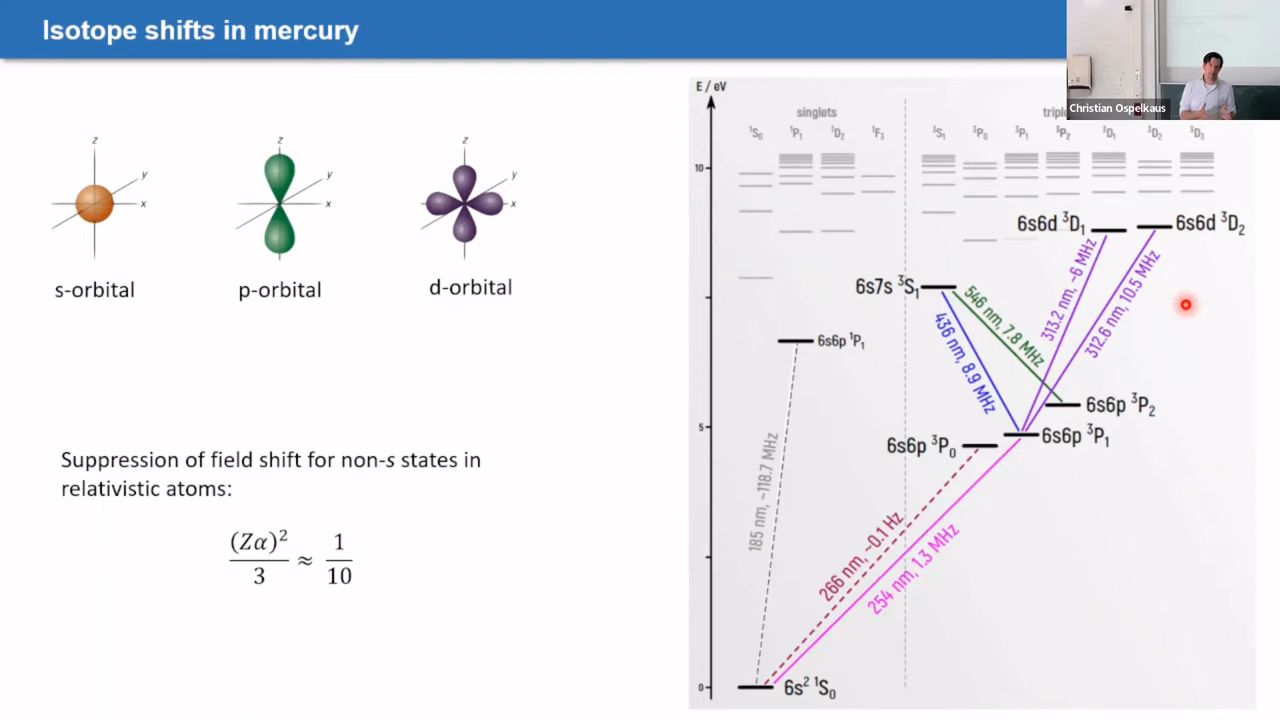 Isotope shifts in mercury
Christian Ospelkaus
z
y
x
s-orbital
z
y
x
p-orbital
z
y
x
d-orbital
Suppression of field shift for non-s states in
relativistic atoms:
(Zα)²
3
≈
1
10
E / eV
singlets
¹S₀
¹P₁
¹D₂
¹F₃
³S₁
³P₀
³P₁
³P₂
³D₁
³D₂
³D₃
10
5
0
6s6d ³D₁
6s6d ³D₂
6s7s ³S₁
6s6p ¹P₁
6s6p ³P₂
6s6p ³P₁
6s6p ³P₀
6s² ¹S₀
313.2 nm, ~6 MHz
312.6 nm, 10.5 MHz
546 nm, 7.8 MHz
436 nm, 8.9 MHz
185 nm, ~118.7 MHz
266 nm, ~0.1 Hz
254 nm, 1.3 MHz